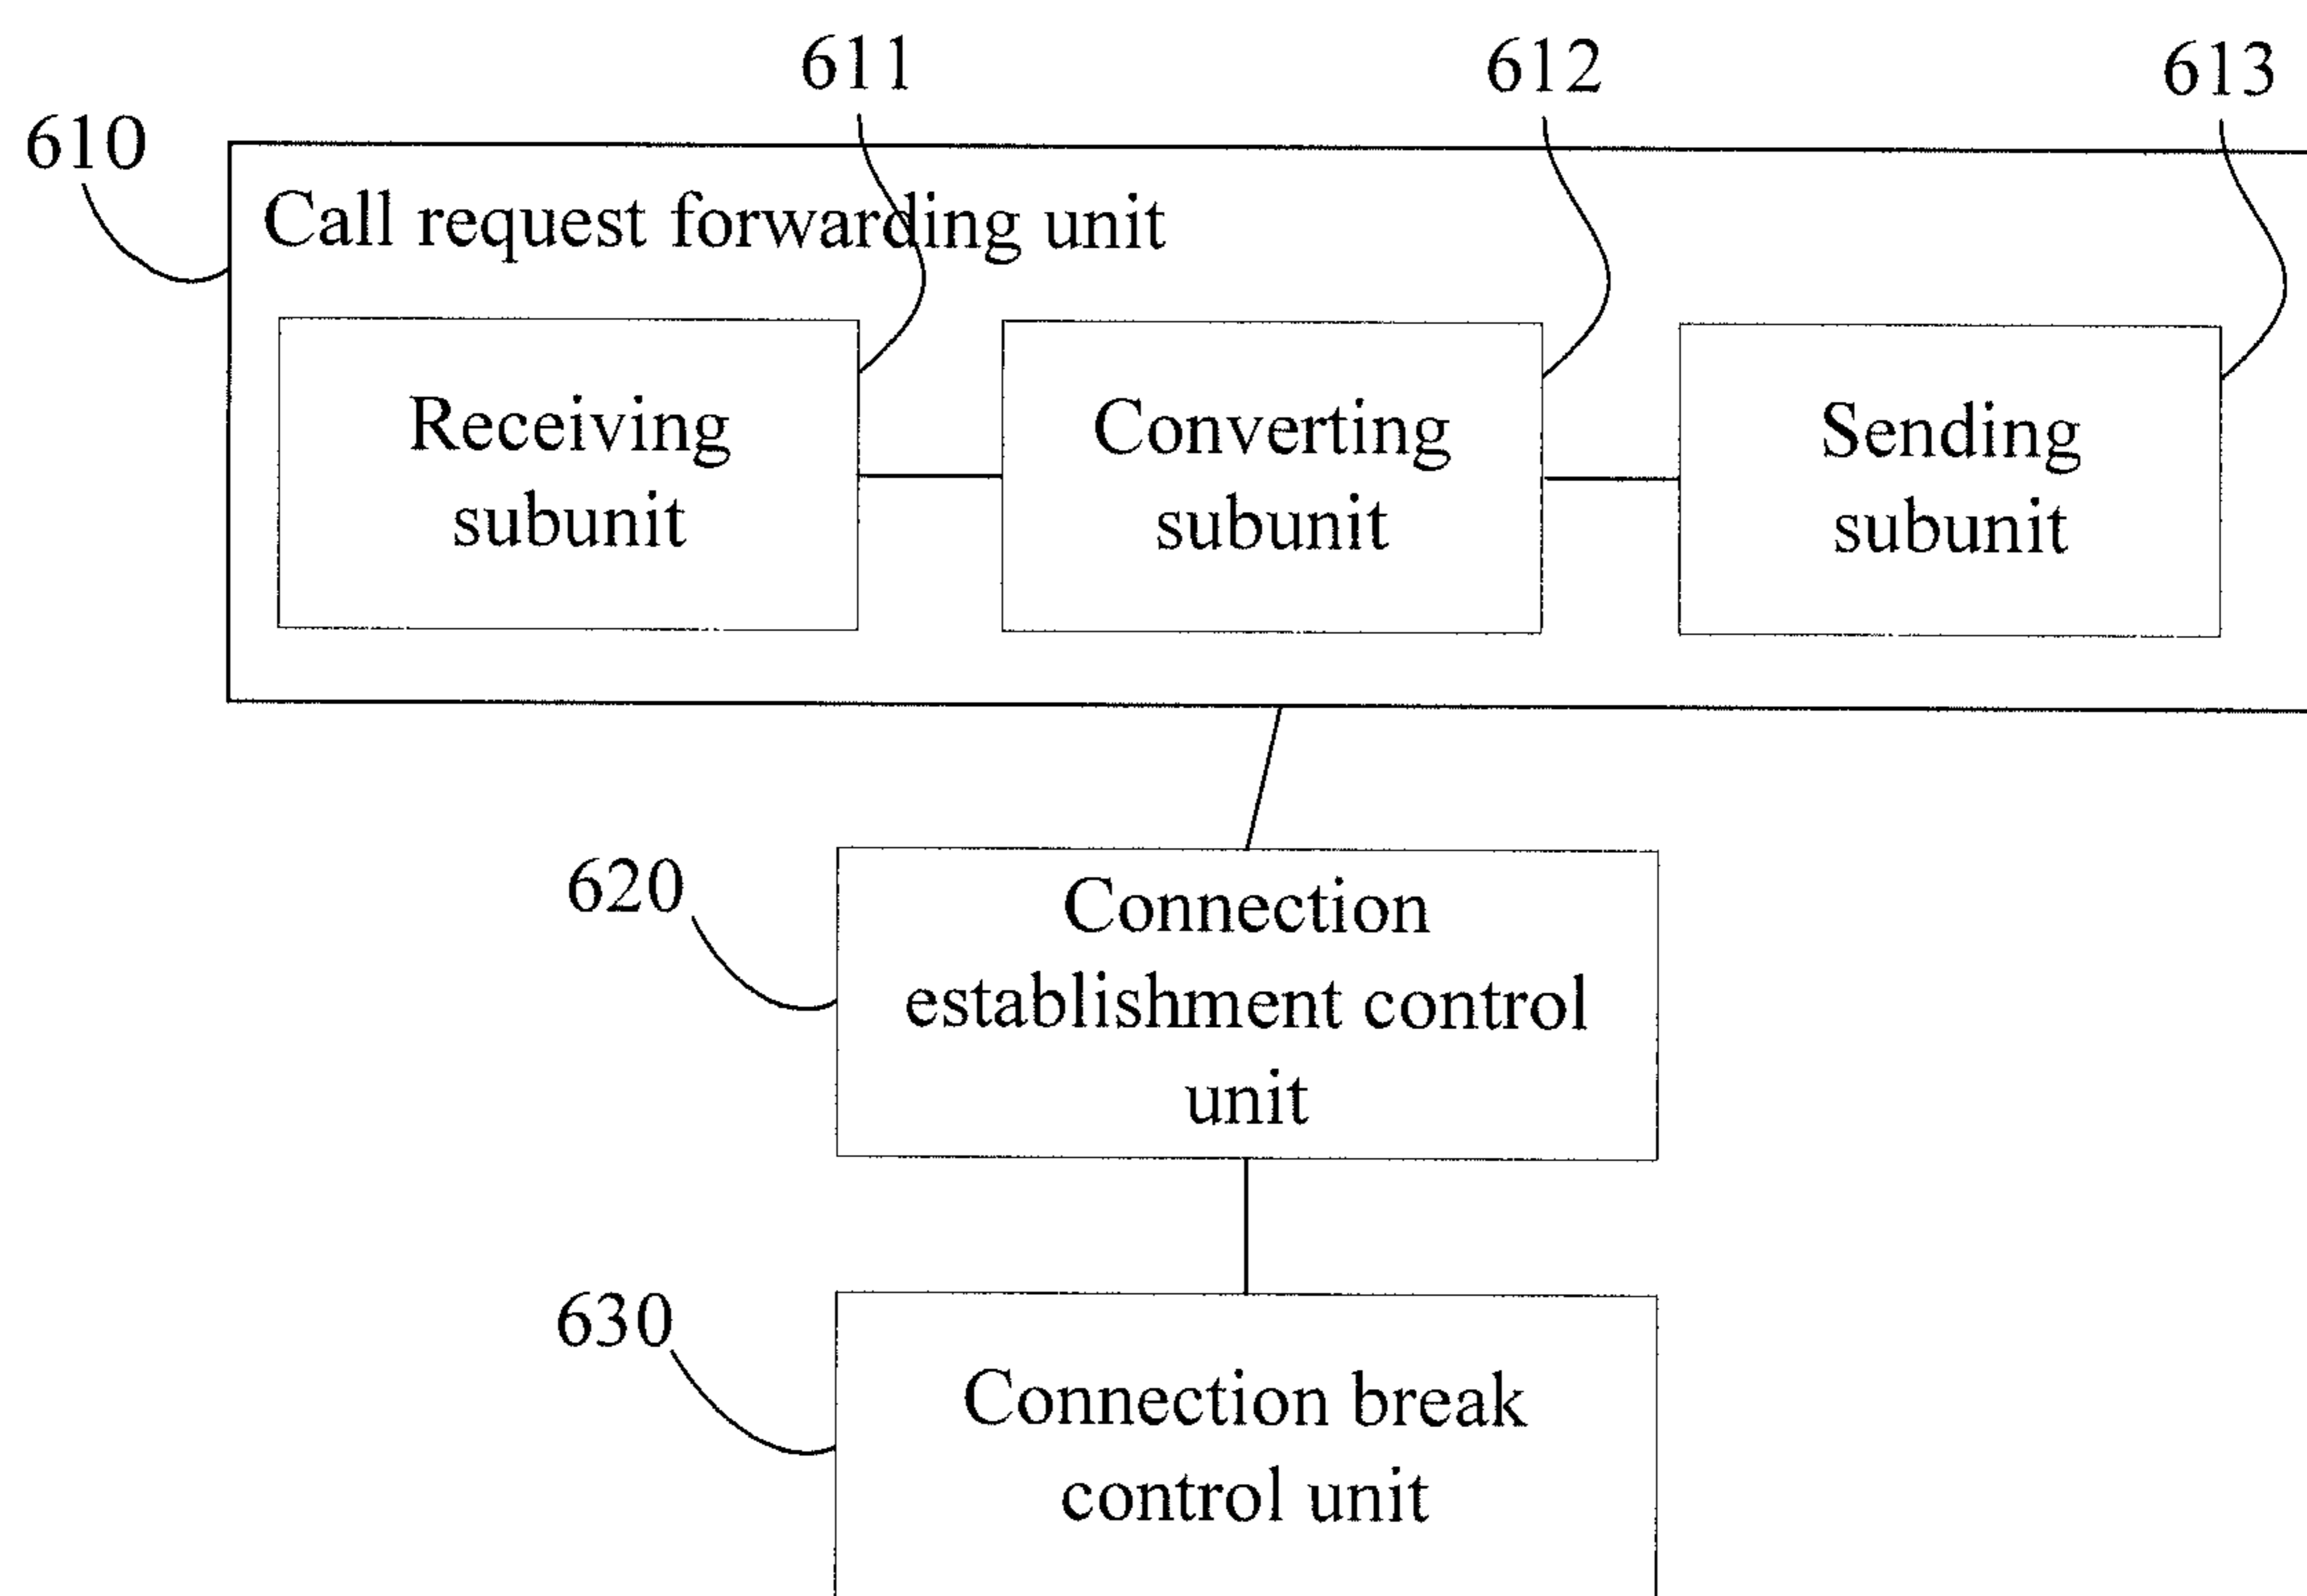 611
612
613
610
Call request forwarding unit
Receiving
subunit
Converting
subunit
Sending
subunit
620
Connection
establishment control
unit
630
Connection break
control unit